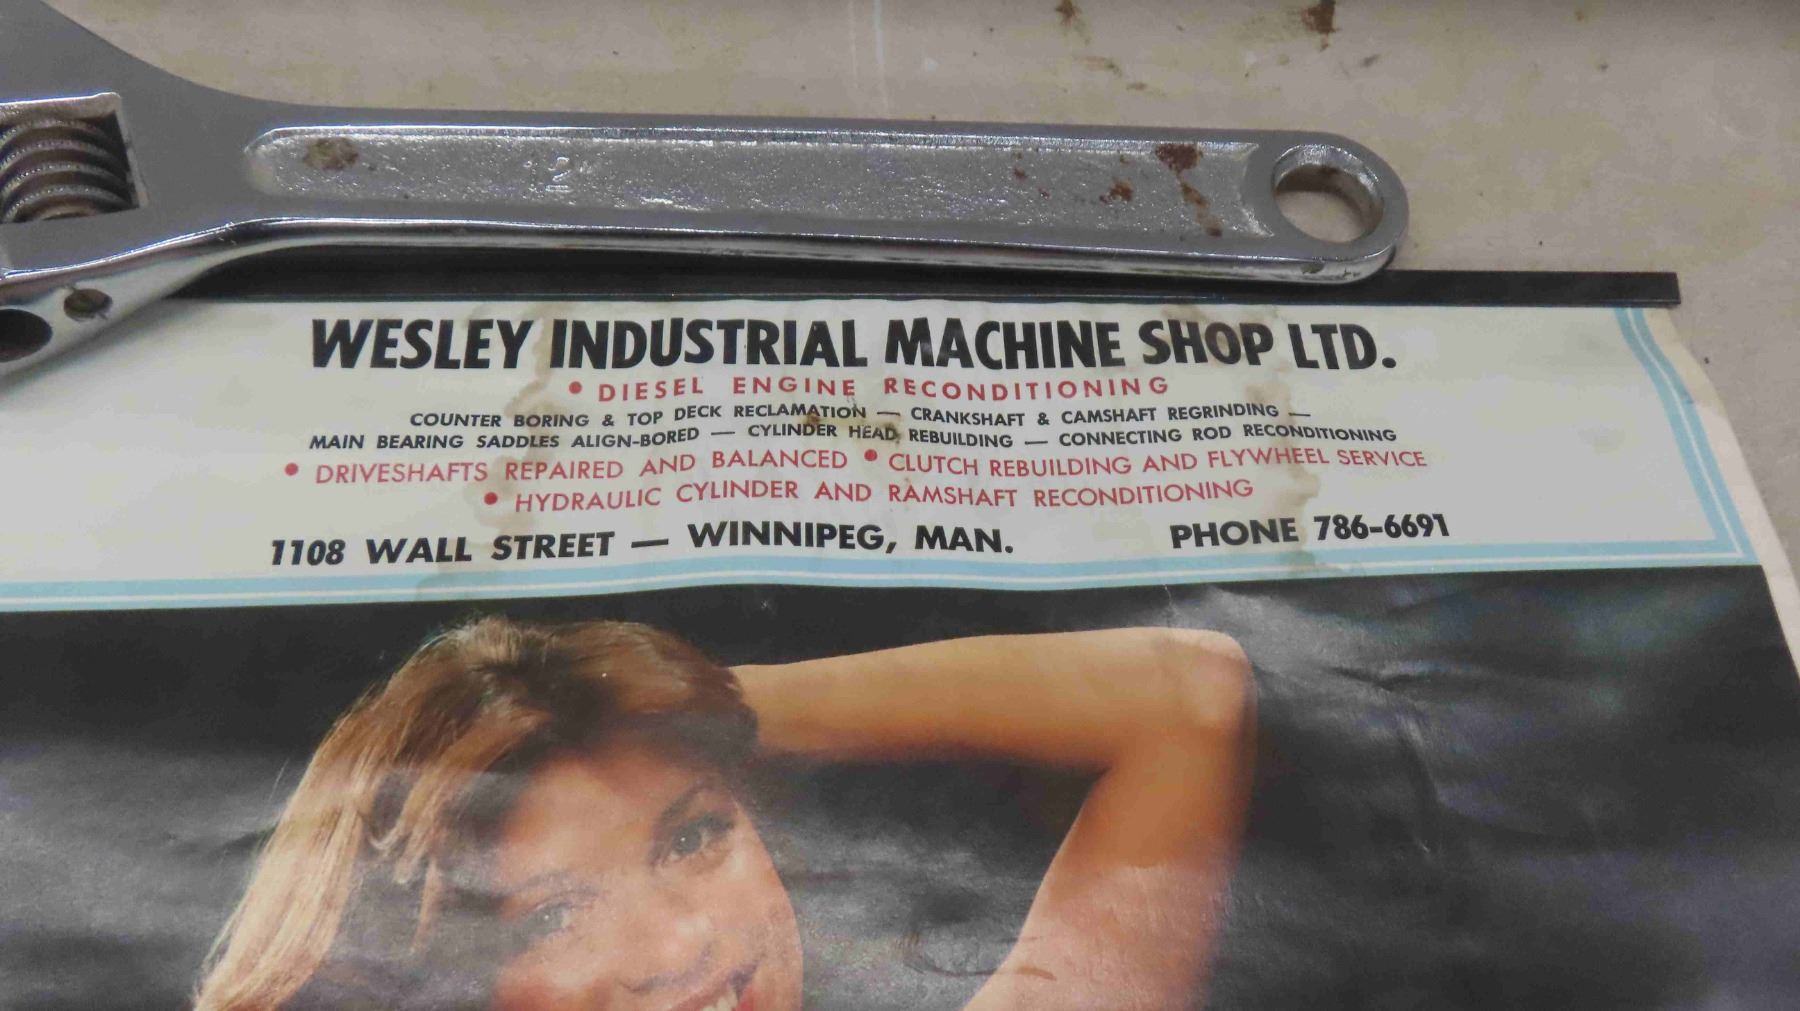 12"
WESLEY INDUSTRIAL MACHINE SHOP LTD.
• DIESEL ENGINE RECONDITIONING
COUNTER BORING & TOP DECK RECLAMATION — CRANKSHAFT & CAMSHAFT REGRINDING —
MAIN BEARING SADDLES ALIGN-BORED — CYLINDER HEAD REBUILDING — CONNECTING ROD RECONDITIONING
• DRIVESHAFTS REPAIRED AND BALANCED • CLUTCH REBUILDING AND FLYWHEEL SERVICE
• HYDRAULIC CYLINDER AND RAMSHAFT RECONDITIONING
1108 WALL STREET — WINNIPEG, MAN. PHONE 786-6691